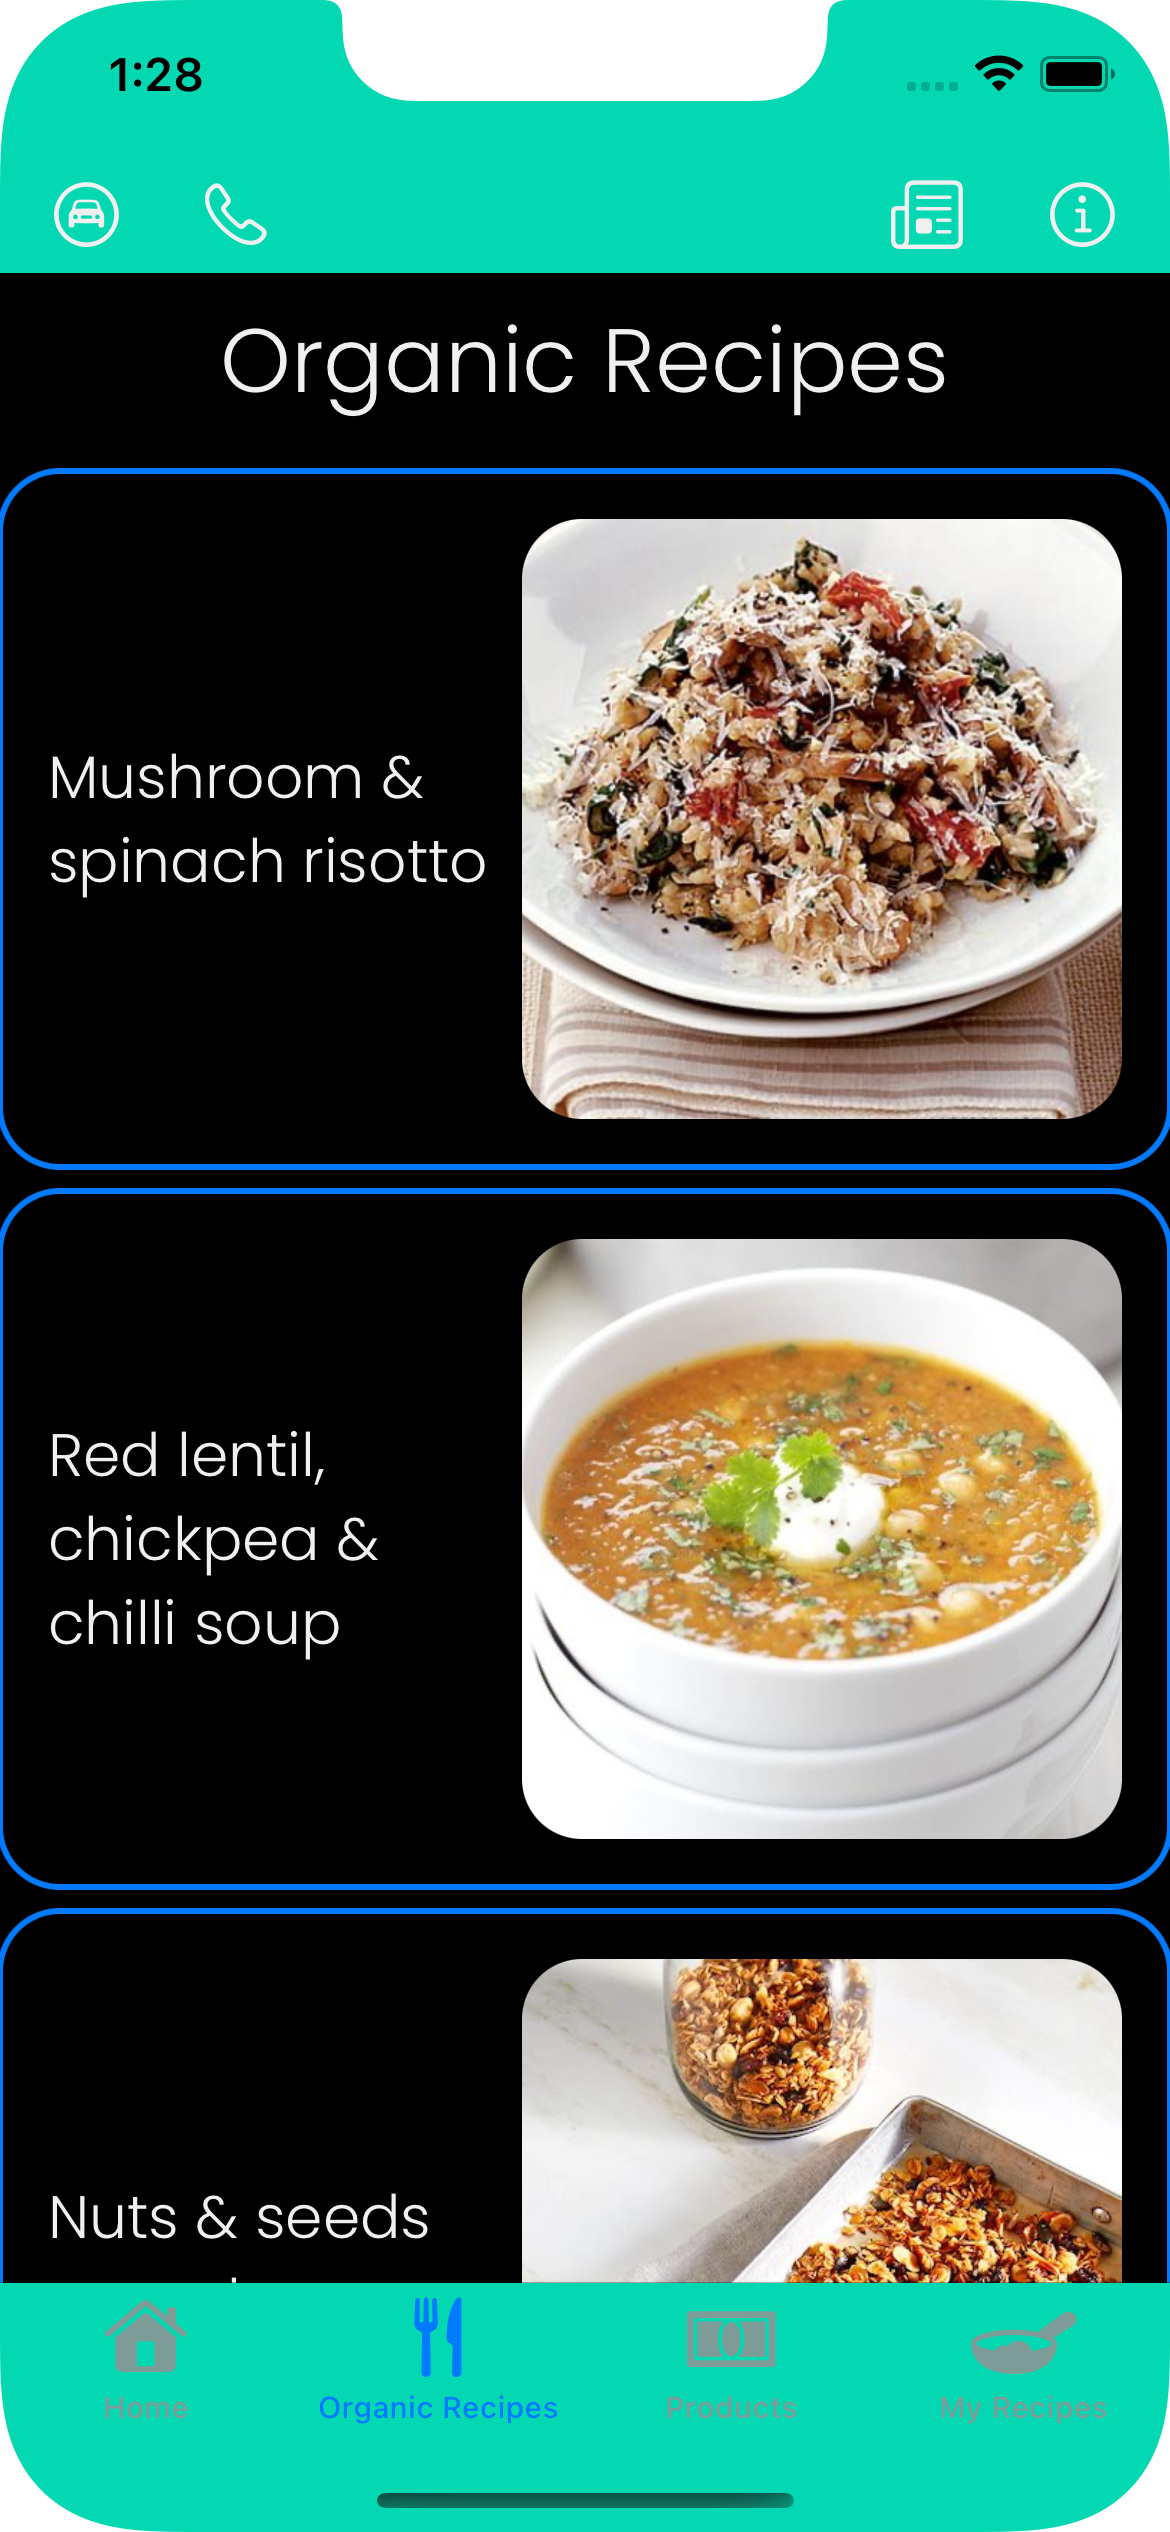 1:28
Organic Recipes
Mushroom &
spinach risotto
Red lentil,
chickpea &
chilli soup
Nuts & seeds
Home
Organic Recipes
Products
My Recipes